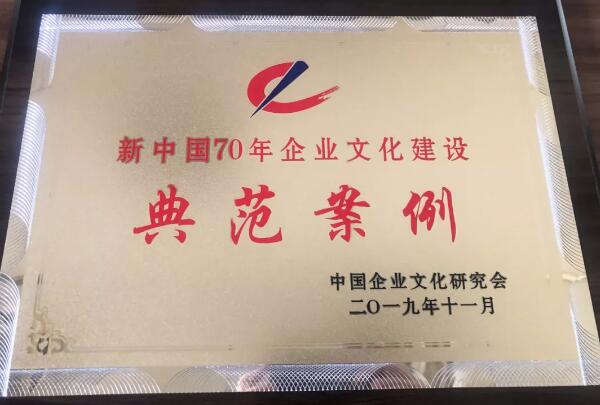 新中国70年企业文化建设
典范案例
中国企业文化研究会
二〇一九年十一月